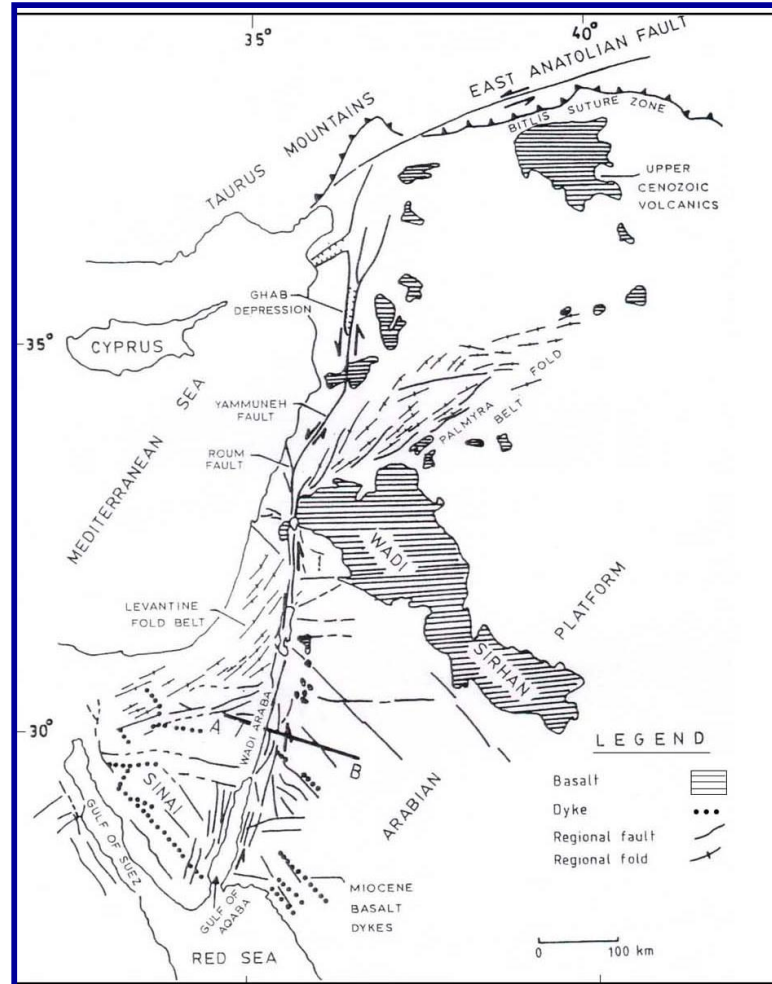 35°
40°
EAST ANATOLIAN FAULT
BITLIS SUTURE ZONE
TAURUS MOUNTAINS
UPPER
CENOZOIC
VOLCANICS
GHAB
DEPRESSION
35°
CYPRUS
YAMMUNEH
FAULT
PALMYRA FOLD
BELT
ROUM
FAULT
MEDITERRANEAN SEA
WADI
SIRHAN
PLATFORM
LEVANTINE
FOLD BELT
30°
A
WADI ARABA
B
SINAI
ARABIAN
GULF OF SUEZ
GULF OF
AQABA
MIOCENE
BASALT
DYKES
RED SEA
LEGEND
Basalt
Dyke
Regional fault
Regional fold
0 100 km